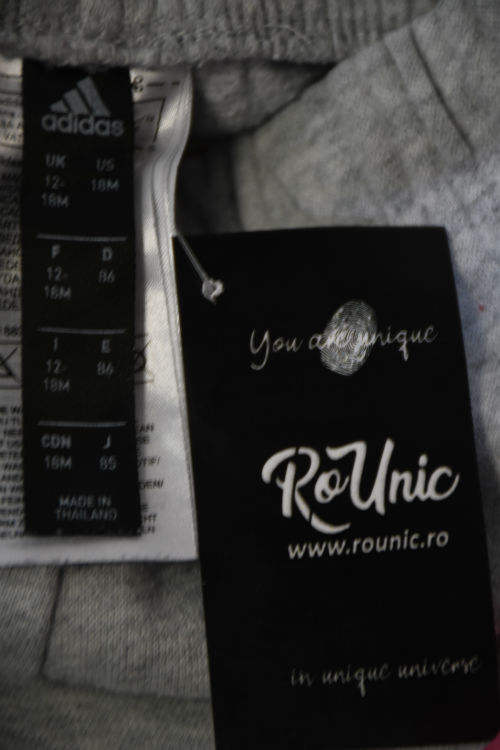 adidas
UK US
12- 18M
18M
F D
12- 86
18M
I E
12- 86
18M
CDN J
18M 85
MADE IN
THAILAND
You are unique
RoUnic
www.rounic.ro
in unique universe